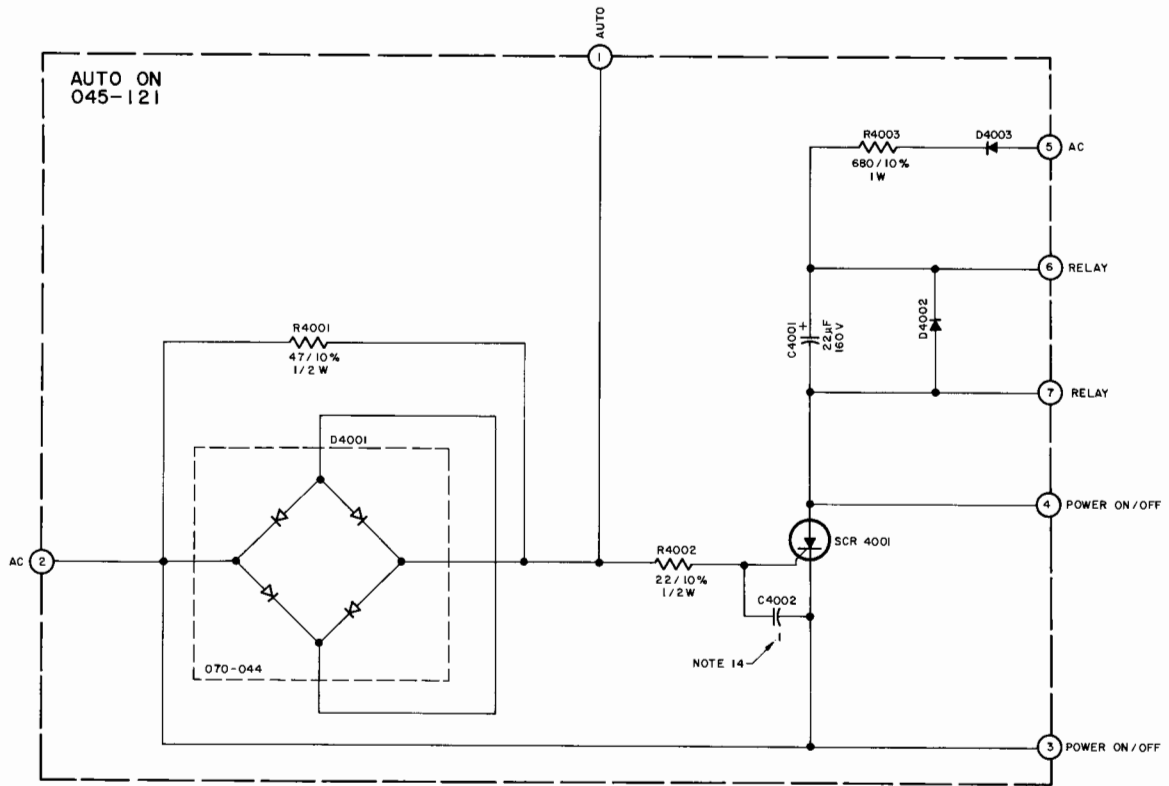 AUTO
1
AUTO ON
045-121
R4003
680/10%
1W
D4003
5
AC
6
RELAY
C4001
+
22µF
160V
D4002
7
RELAY
R4001
47/10%
1/2W
D4001
070-044
4
POWER ON/OFF
SCR 4001
AC
2
R4002
22/10%
1/2W
C4002
.1
NOTE 14
3
POWER ON/OFF